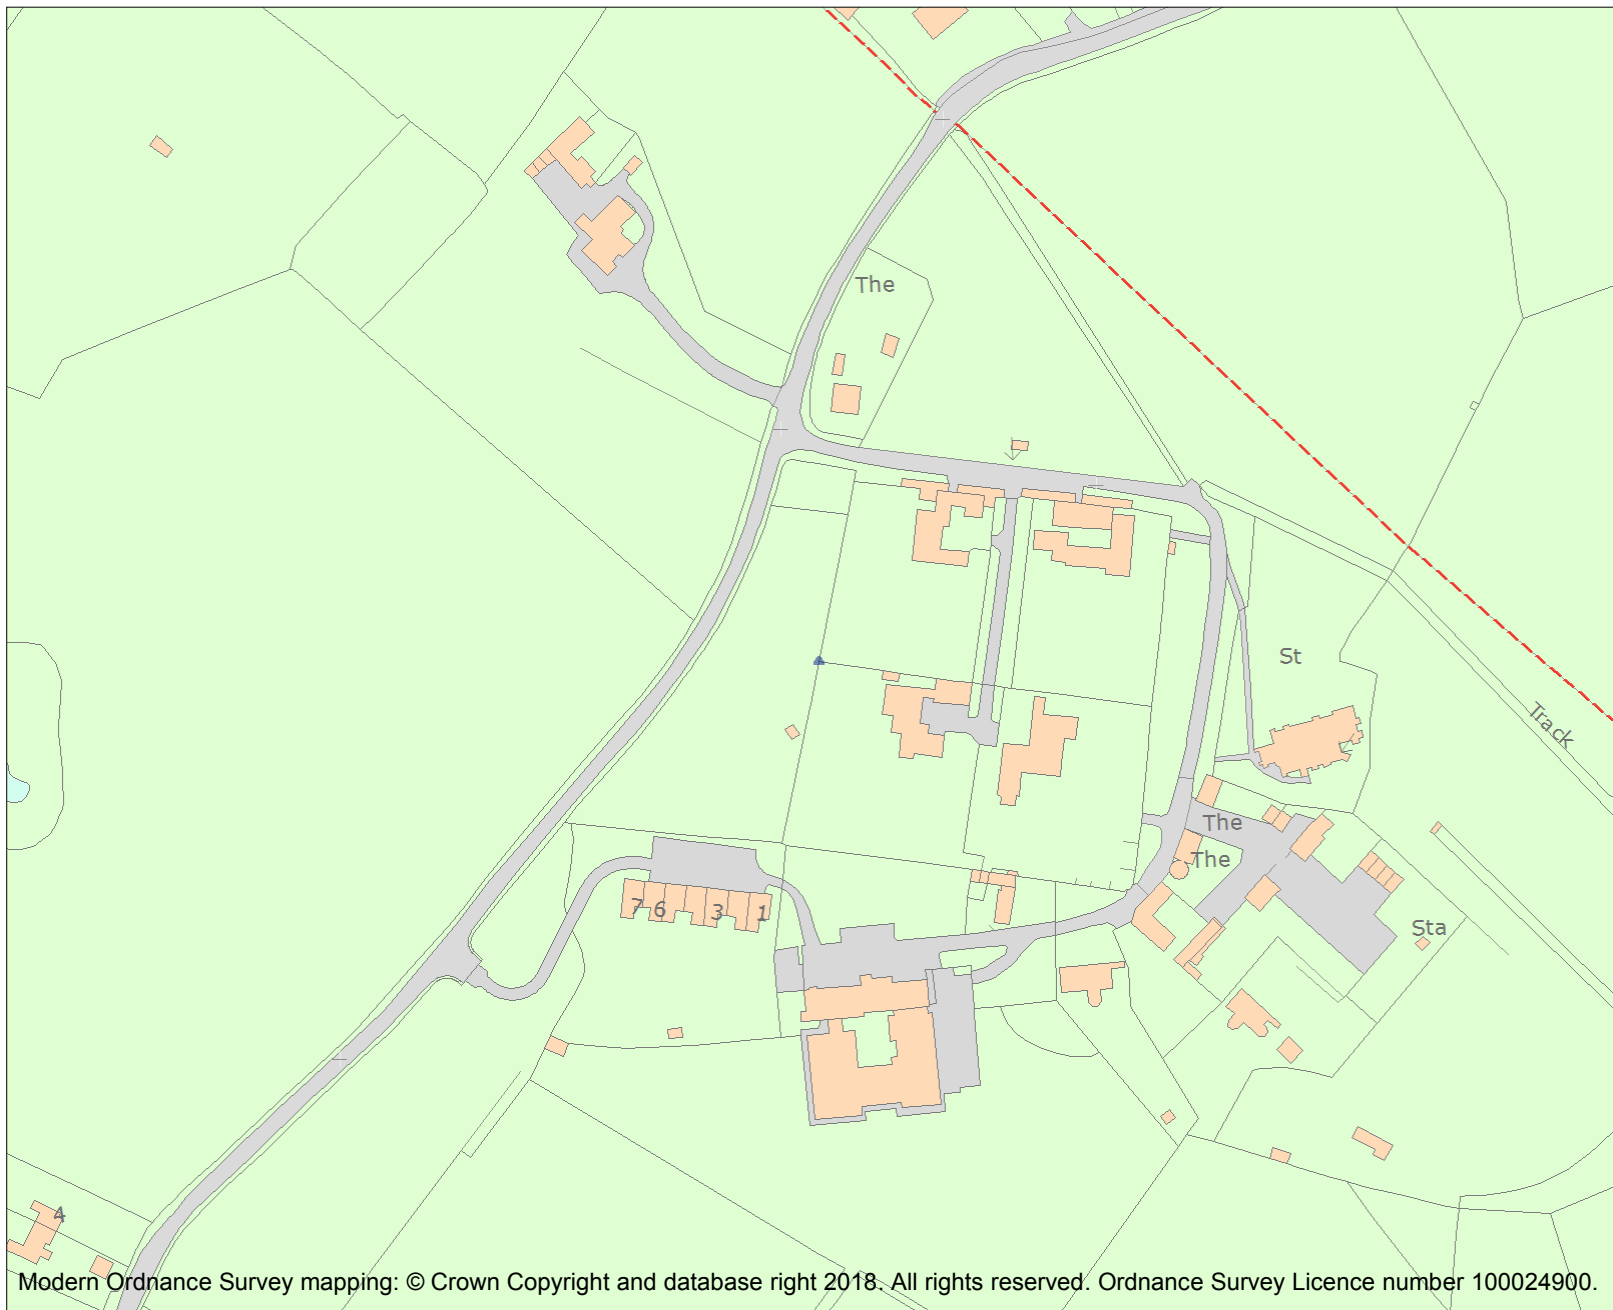 The
St
Track
The
The
7 6 3 1
Sta
4
Modern Ordnance Survey mapping: © Crown Copyright and database right 2018. All rights reserved. Ordnance Survey Licence number 100024900.